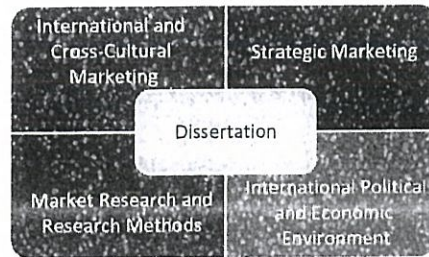 International and
Cross-Cultural
Marketing
Strategic Marketing
Dissertation
Market Research and
Research Methods
International Political
and Economic
Environment